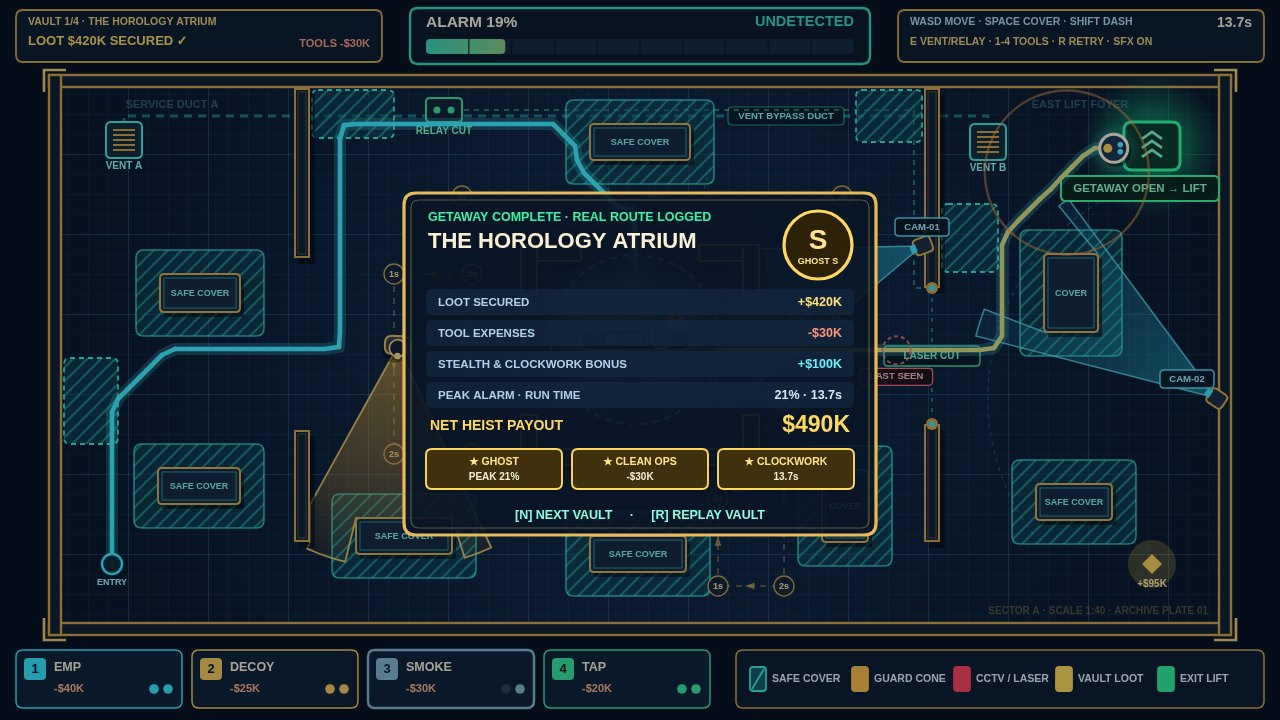 VAULT 1/4 · THE HOROLOGY ATRIUM
LOOT $420K SECURED ✓
TOOLS -$30K
ALARM 19%
UNDETECTED
WASD MOVE · SPACE COVER · SHIFT DASH
13.7s
E VENT/RELAY · 1-4 TOOLS · R RETRY · SFX ON
SERVICE DUCT A
EAST LIFT FOYER
VENT A
RELAY CUT
SAFE COVER
VENT BYPASS DUCT
VENT B
GETAWAY OPEN → LIFT
CAM-01
SAFE COVER
COVER
1s
2s
LASER CUT
AST SEEN
CAM-02
GETAWAY COMPLETE · REAL ROUTE LOGGED
THE HOROLOGY ATRIUM
S
GHOST S
LOOT SECURED
+$420K
TOOL EXPENSES
-$30K
STEALTH & CLOCKWORK BONUS
+$100K
PEAK ALARM · RUN TIME
21% · 13.7s
NET HEIST PAYOUT
$490K
★ GHOST
PEAK 21%
★ CLEAN OPS
-$30K
★ CLOCKWORK
13.7s
[N] NEXT VAULT · [R] REPLAY VAULT
2s
SAFE COVER
2s
COVER
SAFE COVER
SAFE COVER
SAFE COVER
ENTRY
1s
2s
+$95K
SECTOR A · SCALE 1:40 · ARCHIVE PLATE 01
1
EMP
-$40K
2
DECOY
-$25K
3
SMOKE
-$30K
4
TAP
-$20K
SAFE COVER
GUARD CONE
CCTV / LASER
VAULT LOOT
EXIT LIFT